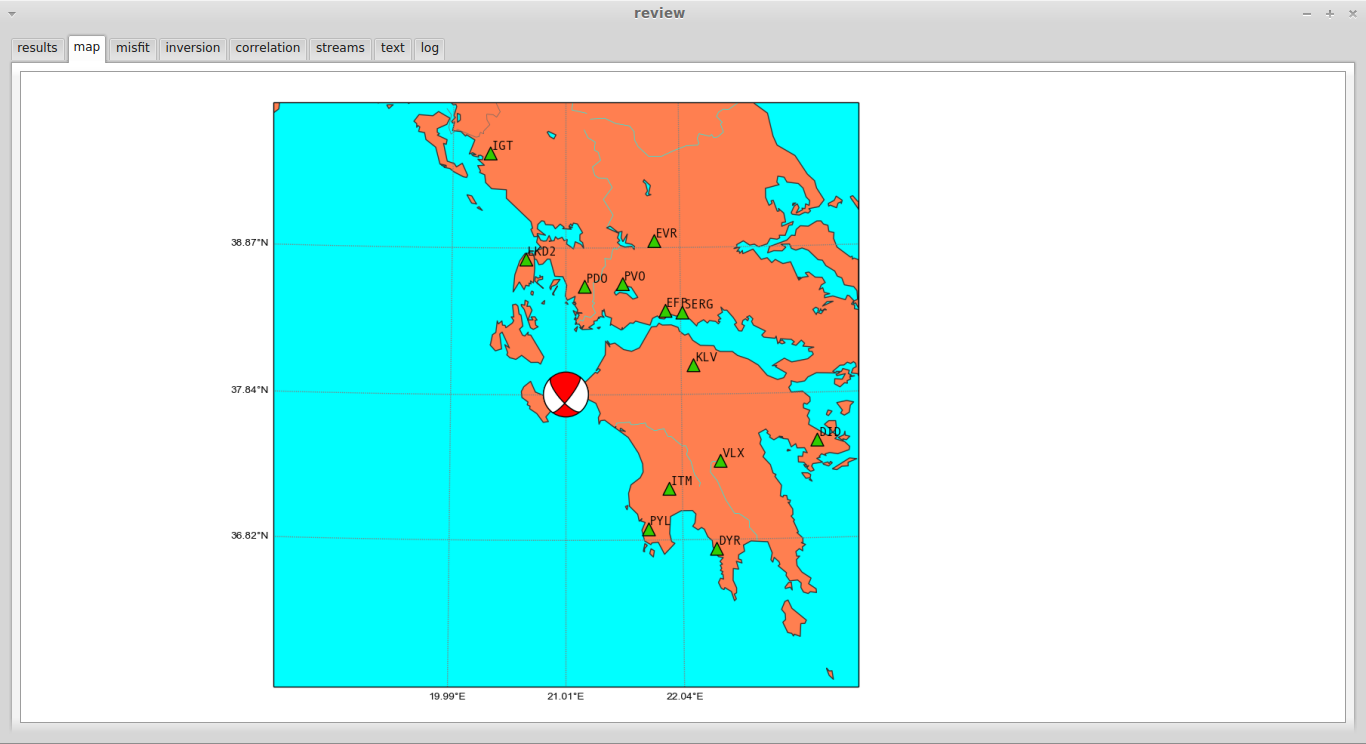 review
results map misfit inversion correlation streams text log
IGT
EVR
38.87°N
LKD2
PDO
PVO
SERG
KLV
37.84°N
DID
VLX
ITM
PYL
36.82°N
DYR
19.99°E 21.01°E 22.04°E